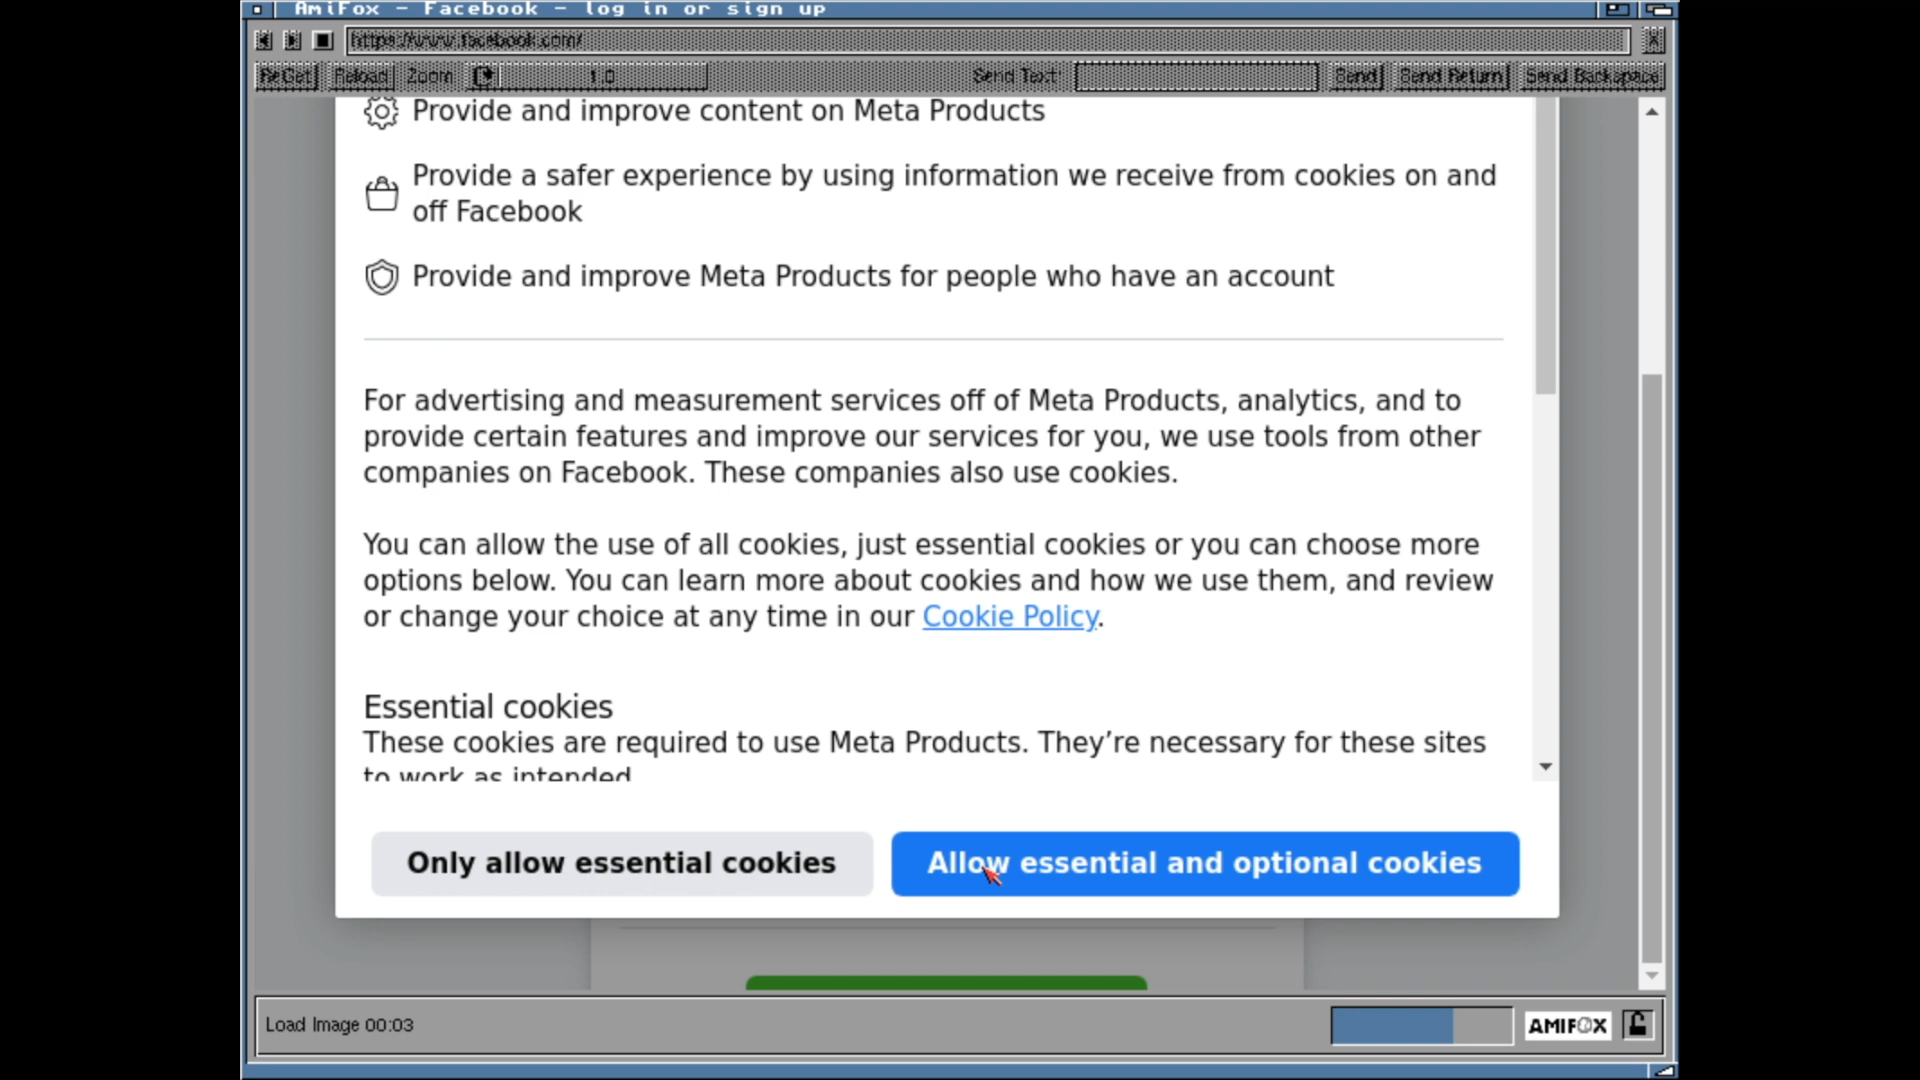 AmiFox - Facebook - log in or sign up
https://www.facebook.com/
ReGet Reload Zoom 1.0 Send Text: Send Send Return Send Backspace
Provide and improve content on Meta Products
Provide a safer experience by using information we receive from cookies on and
off Facebook
Provide and improve Meta Products for people who have an account
For advertising and measurement services off of Meta Products, analytics, and to
provide certain features and improve our services for you, we use tools from other
companies on Facebook. These companies also use cookies.
You can allow the use of all cookies, just essential cookies or you can choose more
options below. You can learn more about cookies and how we use them, and review
or change your choice at any time in our Cookie Policy.
Essential cookies
These cookies are required to use Meta Products. They’re necessary for these sites
to work as intended
Only allow essential cookies Allow essential and optional cookies
Load Image 00:03 AMIFOX